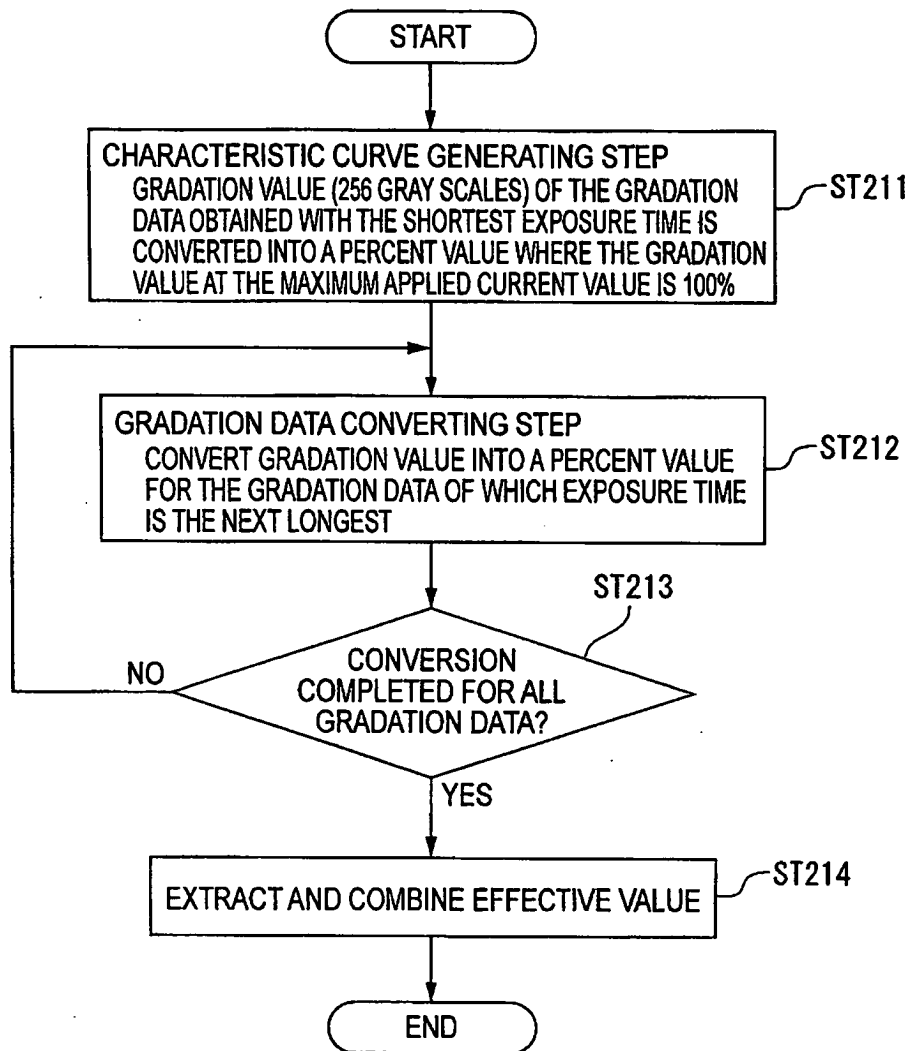 START
CHARACTERISTIC CURVE GENERATING STEP
GRADATION VALUE (256 GRAY SCALES) OF THE GRADATION
DATA OBTAINED WITH THE SHORTEST EXPOSURE TIME IS
CONVERTED INTO A PERCENT VALUE WHERE THE GRADATION
VALUE AT THE MAXIMUM APPLIED CURRENT VALUE IS 100%
ST211
GRADATION DATA CONVERTING STEP
CONVERT GRADATION VALUE INTO A PERCENT VALUE
FOR THE GRADATION DATA OF WHICH EXPOSURE TIME
IS THE NEXT LONGEST
ST212
ST213
CONVERSION
COMPLETED FOR ALL
GRADATION DATA?
NO
YES
EXTRACT AND COMBINE EFFECTIVE VALUE
ST214
END